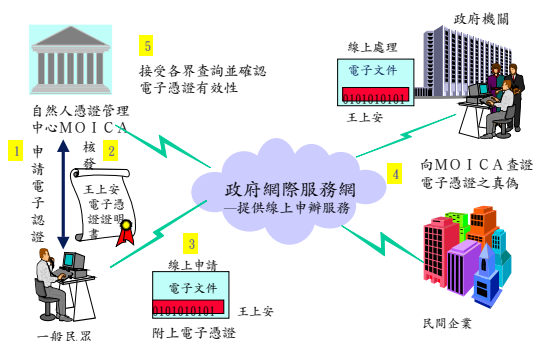 5
接受各界查詢並確認
電子憑證有效性
自然人憑證管理
中心MOICA
1
申請電子認證
核發
2
王上安
電子憑
證證明
書
一般民眾
3
線上申請
電子文件
0101010101
王上安
附上電子憑證
政府網際服務網
—提供線上申辦服務
政府機關
線上處理
電子文件
0101010101
王上安
4
向MOICA查證
電子憑證之真偽
民間企業